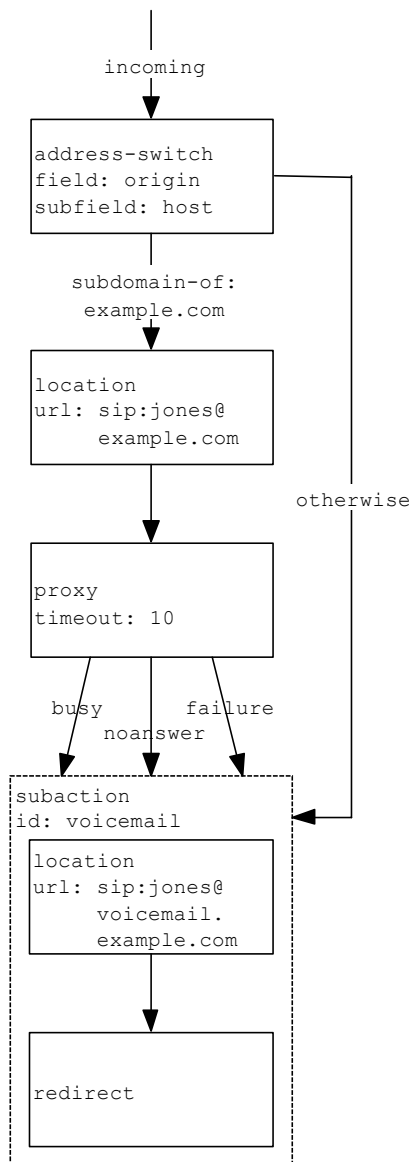 incoming
address-switch
field: origin
subfield: host
subdomain-of:
example.com
location
url: sip:jones@
example.com
otherwise
proxy
timeout: 10
busy
noanswer
failure
subaction
id: voicemail
location
url: sip:jones@
voicemail.
example.com
redirect